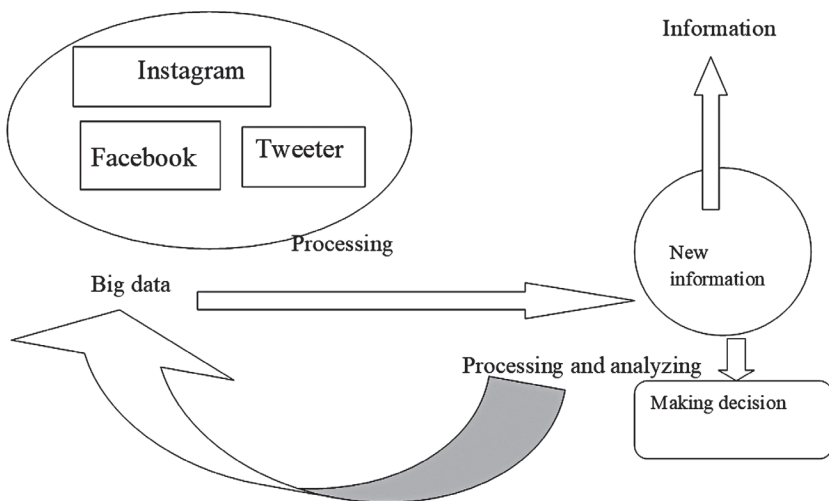 Information
Instagram
Facebook
Tweeter
Processing
New
information
Big data
Processing and analyzing
Making decision